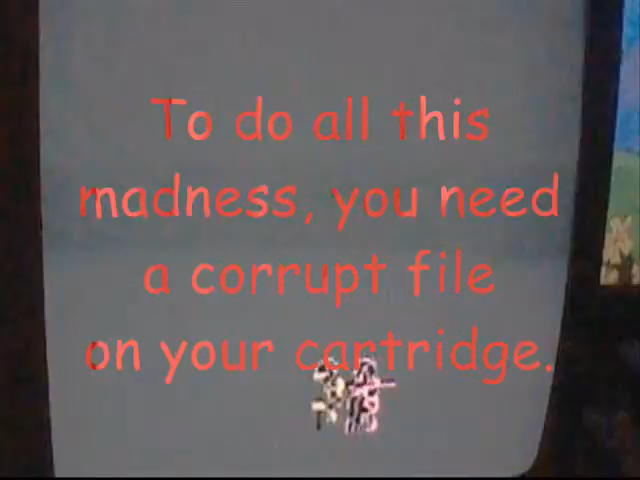 To do all this
madness, you need
a corrupt file
on your cartridge.